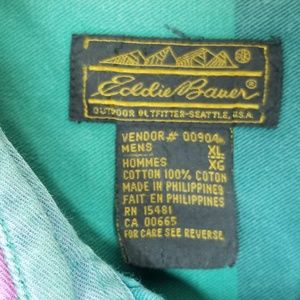 Eddie Bauer®
OUTDOOR OUTFITTER-SEATTLE, U.S.A.
VENDOR# 00904
MENS XL
HOMMES XG
COTTON 100% COTON
MADE IN PHILIPPINES
FAIT EN PHILIPPINES
RN 15481
CA 00665
FOR CARE SEE REVERSE